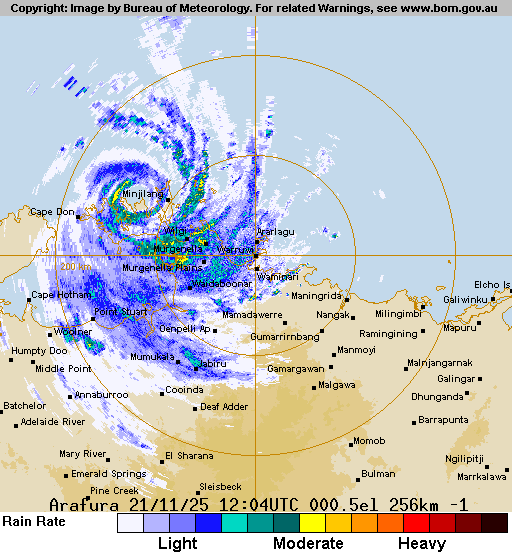 Copyright: Image by Bureau of Meteorology. For related Warnings, see www.bom.gov.au
Minjilang
Cape Don
Araflagu
Murgenella
Warruwi
Murgenella Plains
Waminari
Cape Hotham
Waidaboonar
Maningrida
Elcho Is
Galiwinku
Point Stuart
Mamadawerre
Nangak
Milingimbi
Woolner
Oenpelli Ap
Gumarrirnbang
Ramingining
Mapuru
Humpty Doo
Mumukala
Manmoyi
Middle Point
Jabiru
Gamargawan
Malnjangarnak
Galingar
Annaburroo
Cooinda
Malgawa
Dhunganda
Batchelor
Deaf Adder
Adelaide River
Barrapunta
Momob
Mary River
El Sharana
Ngilipitji
Emerald Springs
Bulman
Marrkalawa
Pine Creek
Sleisbeck
Arafura 21/11/25 12:04UTC 000.5el 256km -1
Rain Rate
Light
Moderate
Heavy